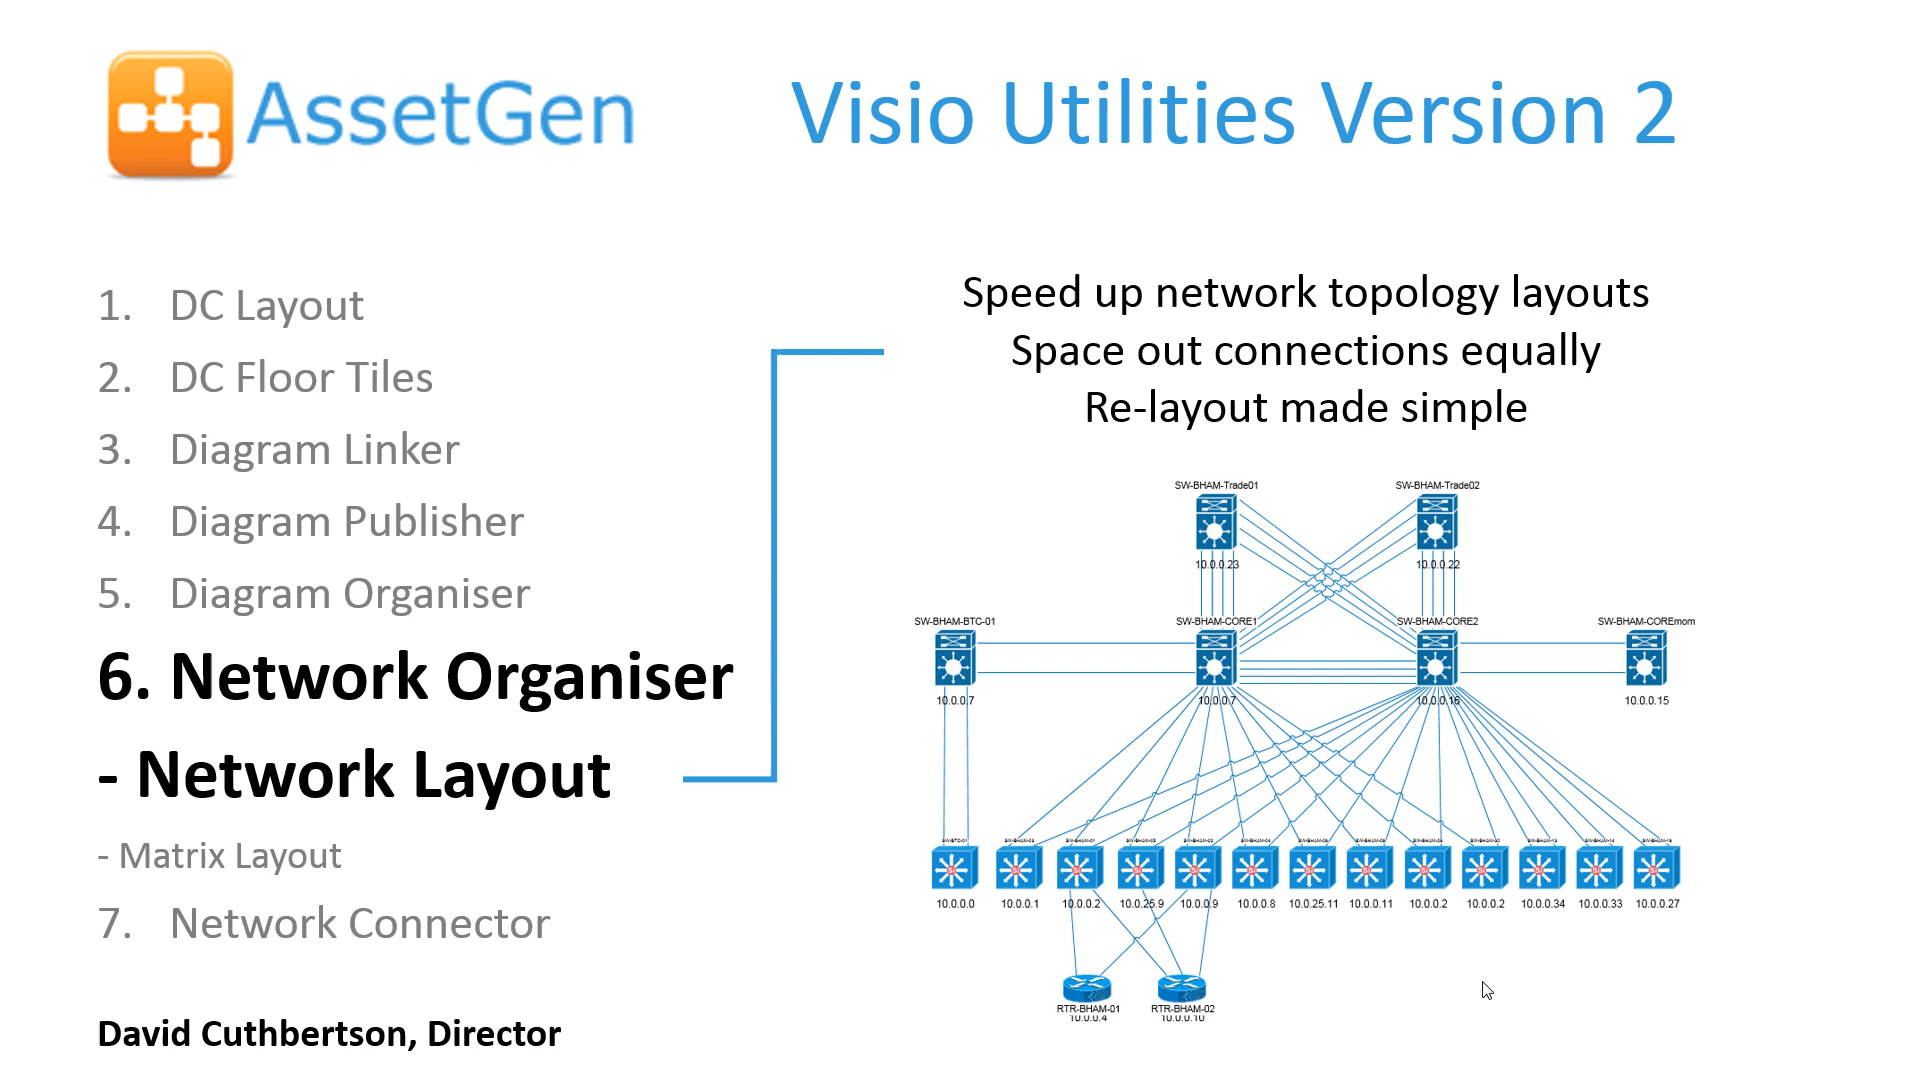 AssetGen
Visio Utilities Version 2
1. DC Layout
2. DC Floor Tiles
3. Diagram Linker
4. Diagram Publisher
5. Diagram Organiser
6. Network Organiser
- Network Layout
- Matrix Layout
7. Network Connector
David Cuthbertson, Director
Speed up network topology layouts
Space out connections equally
Re-layout made simple
SW-BHAM-Trade01 SW-BHAM-Trade02
10.0.0.23 10.0.0.22
SW-BHAM-BTC-01 SW-BHAM-CORE1 SW-BHAM-CORE2 SW-BHAM-COREmom
10.0.0.7 10.0.0.7 10.0.0.16 10.0.0.15
10.0.0.0 10.0.0.1 10.0.0.2 10.0.25.9 10.0.0.9 10.0.0.8 10.0.25.11 10.0.0.11 10.0.0.2 10.0.0.2 10.0.0.34 10.0.0.33 10.0.0.27
RTR-BHAM-01 RTR-BHAM-02
10.0.0.4 10.0.0.10